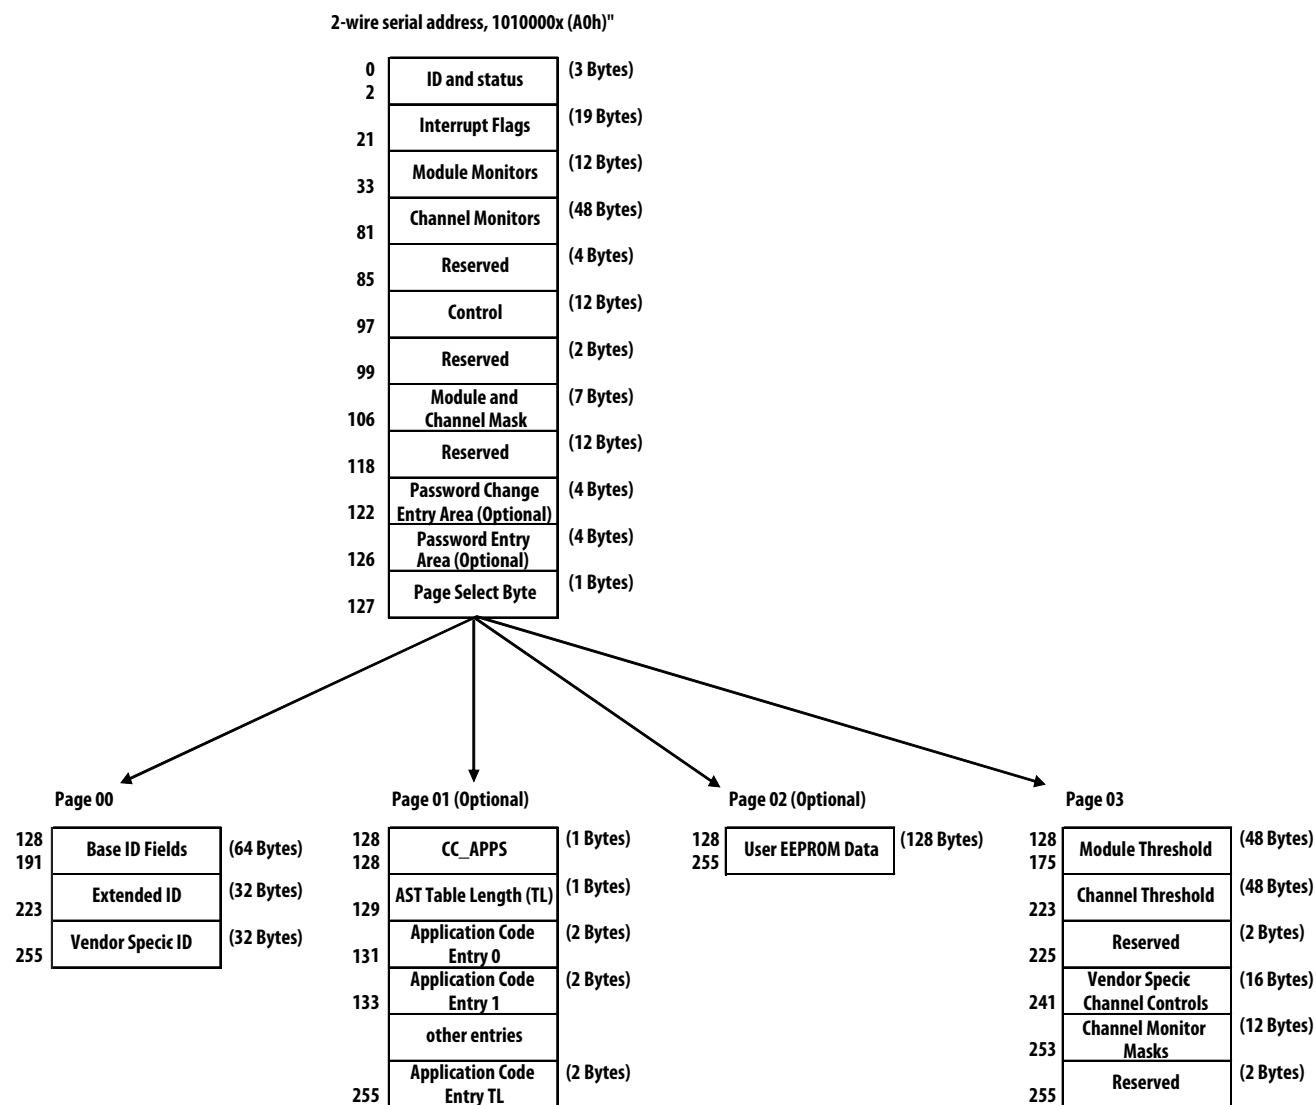 2-wire serial address, 1010000x (A0h)"
0
2
ID and status
(3 Bytes)
21
Interrupt Flags
(19 Bytes)
33
Module Monitors
(12 Bytes)
81
Channel Monitors
(48 Bytes)
85
Reserved
(4 Bytes)
97
Control
(12 Bytes)
99
Reserved
(2 Bytes)
106
Module and
Channel Mask
(7 Bytes)
118
Reserved
(12 Bytes)
122
Password Change
Entry Area (Optional)
(4 Bytes)
126
Password Entry
Area (Optional)
(4 Bytes)
127
Page Select Byte
(1 Bytes)
Page 00
128
191
Base ID Fields
(64 Bytes)
223
Extended ID
(32 Bytes)
255
Vendor Specic ID
(32 Bytes)
Page 01 (Optional)
128
128
CC_APPS
(1 Bytes)
129
AST Table Length (TL)
(1 Bytes)
131
Application Code
Entry 0
(2 Bytes)
133
Application Code
Entry 1
(2 Bytes)
other entries
255
Application Code
Entry TL
(2 Bytes)
Page 02 (Optional)
128
255
User EEPROM Data
(128 Bytes)
Page 03
128
175
Module Threshold
(48 Bytes)
223
Channel Threshold
(48 Bytes)
225
Reserved
(2 Bytes)
241
Vendor Specic
Channel Controls
(16 Bytes)
253
Channel Monitor
Masks
(12 Bytes)
255
Reserved
(2 Bytes)